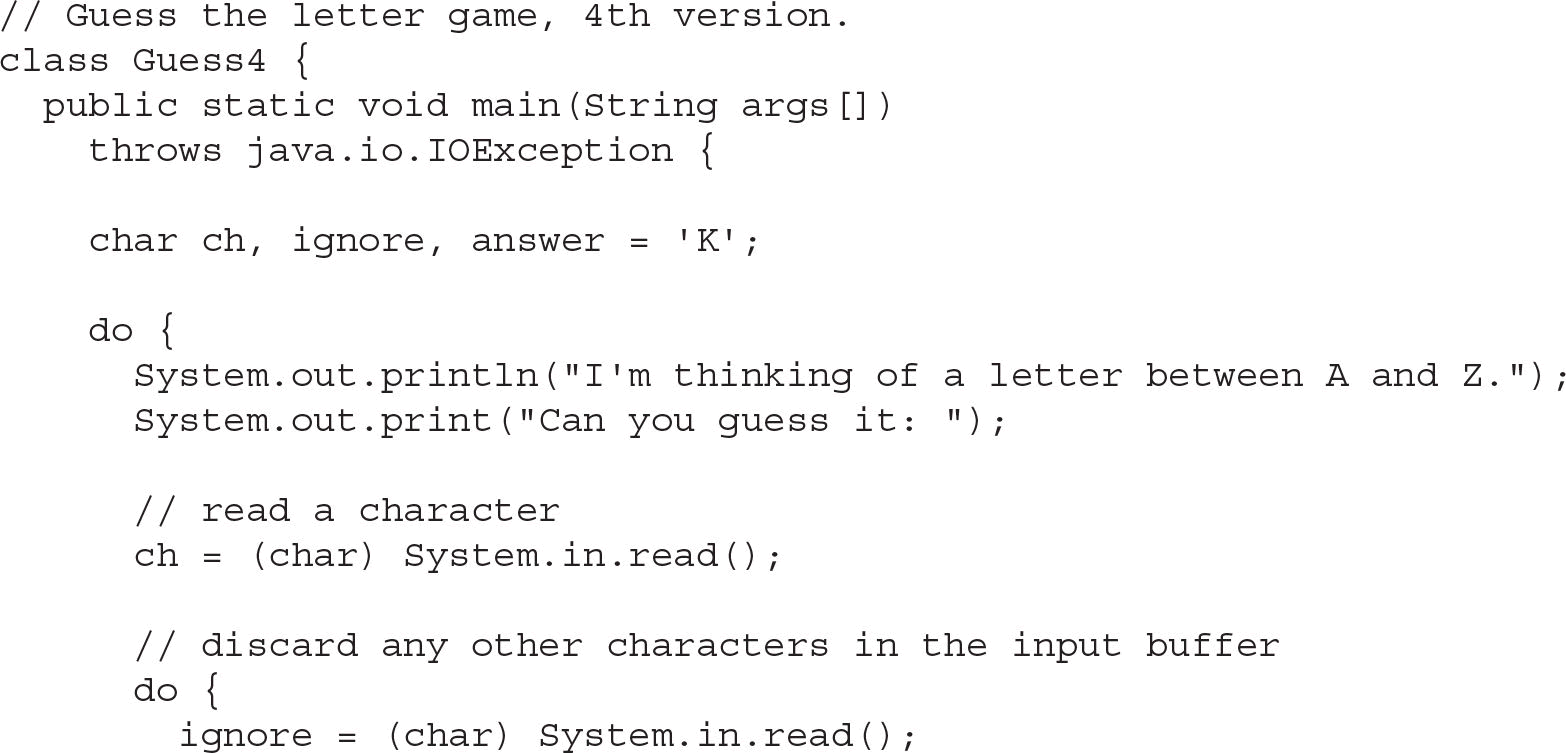 // Guess the letter game, 4th version.
class Guess4 {
  public static void main(String args[])
    throws java.io.IOException {

    char ch, ignore, answer = 'K';

    do {
      System.out.println("I'm thinking of a letter between A and Z.");
      System.out.print("Can you guess it: ");

      // read a character
      ch = (char) System.in.read();

      // discard any other characters in the input buffer
      do {
        ignore = (char) System.in.read();